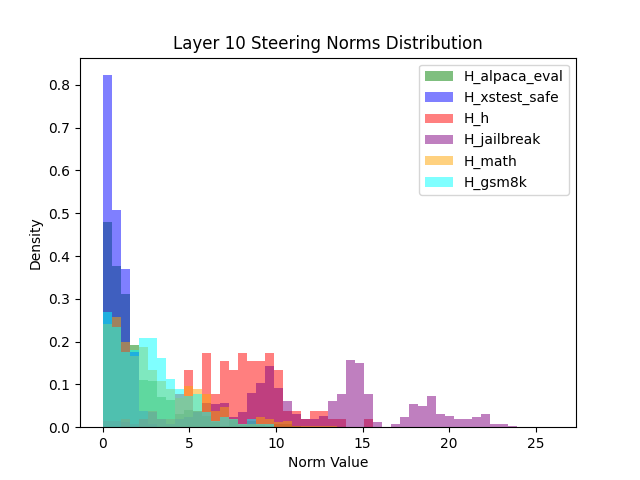 Layer 10 Steering Norms Distribution
H_alpaca_eval
H_xstest_safe
H_h
H_jailbreak
H_math
H_gsm8k
Density
0.8
0.7
0.6
0.5
0.4
0.3
0.2
0.1
0.0
0 5 10 15 20 25
Norm Value